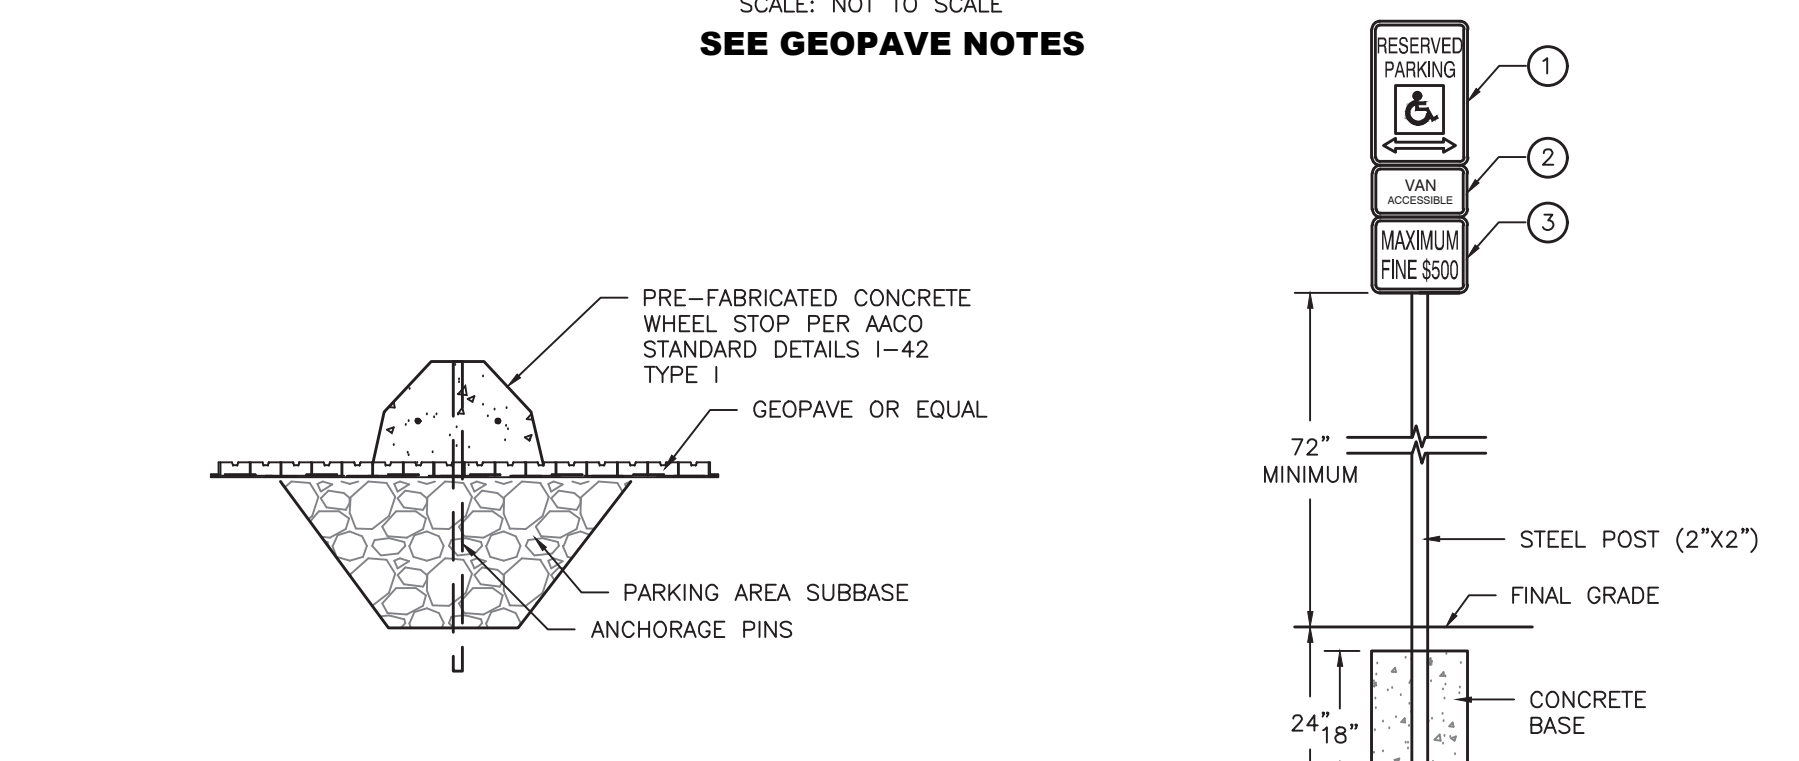 SCALE: NOT TO SCALE
SEE GEOPAVE NOTES
PRE-FABRICATED CONCRETE
WHEEL STOP PER AACO
STANDARD DETAILS I-42
TYPE I
GEOPAVE OR EQUAL
PARKING AREA SUBBASE
ANCHORAGE PINS
RESERVED
PARKING
1
VAN
ACCESSIBLE
2
MAXIMUM
FINE $500
3
72"
MINIMUM
STEEL POST (2"X2")
FINAL GRADE
24"
18"
CONCRETE
BASE